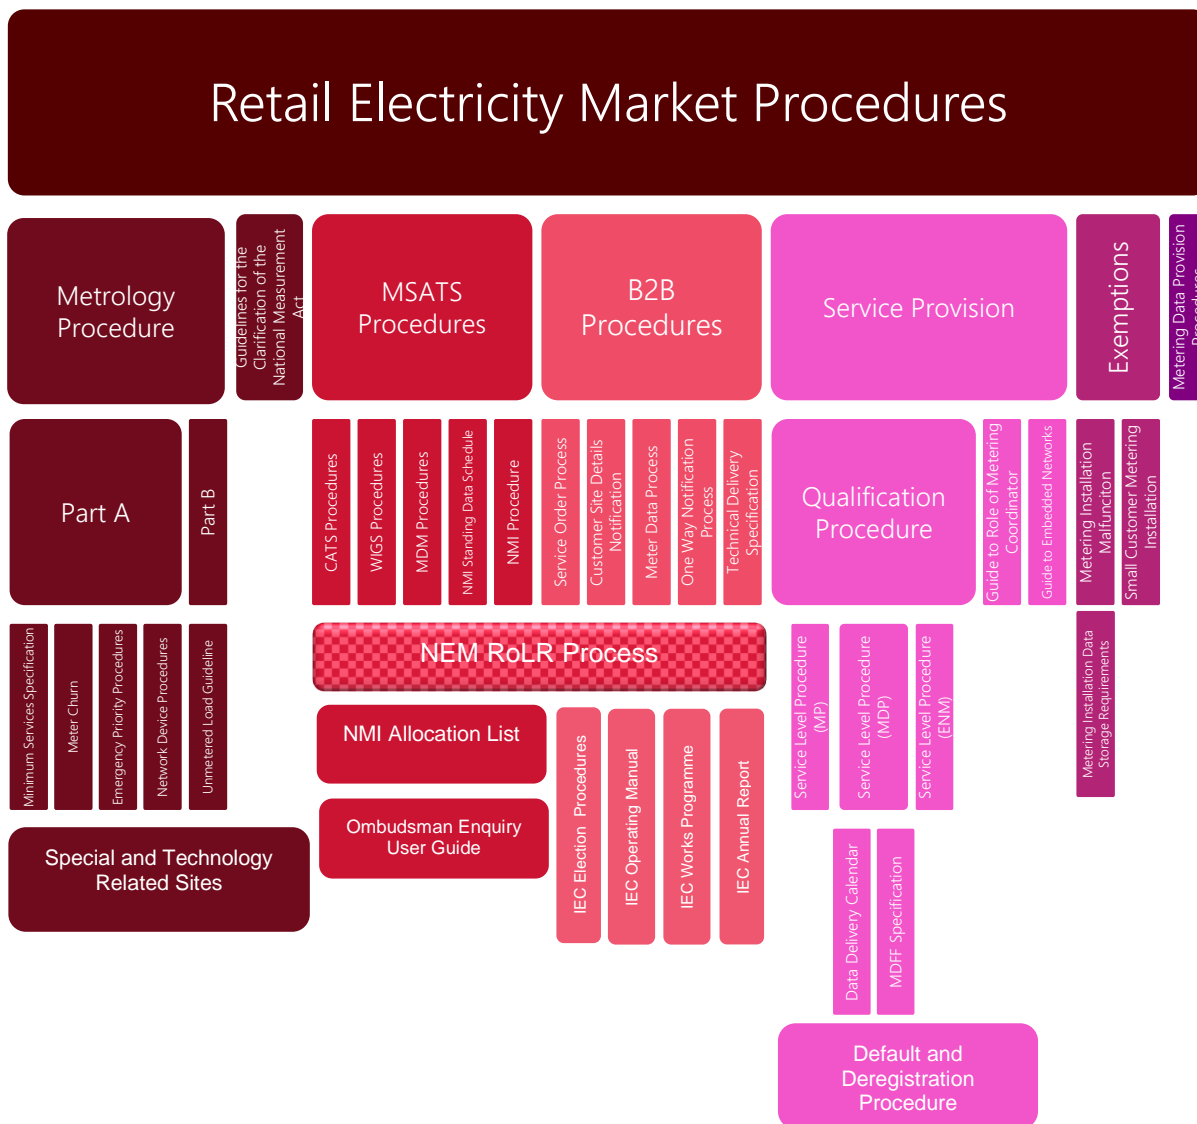 Retail Electricity Market Procedures
Metrology
Procedure
Guidelines for the
Clarification of the
National Measurement
Act
MSATS
Procedures
B2B
Procedures
Service Provision
Exemptions
Metering Data Provision
Procedures
Part A
Part B
CATS Procedures
WIGS Procedures
MDM Procedures
NMI Standing Data Schedule
NMI Procedure
Service Order Process
Customer Site Details
Notification
Meter Data Process
One Way Notification
Process
Technical Delivery
Specification
Qualification
Procedure
Guide to Role of Metering
Coordinator
Guide to Embedded Networks
Metering Installation
Malfunciton
Small Customer Metering
Installation
Minimum Services Specification
Meter Churn
Emergency Priority Procedures
Network Device Procedures
Unmetered Load Guideline
NEM RoLR Process
Service Level Procedure
(MP)
Service Level Procedure
(MDP)
Service Level Procedure
(ENM)
Metering Installation Data
Storage Requirements
NMI Allocation List
Ombudsman Enquiry
User Guide
IEC Election Procedures
IEC Operating Manual
IEC Works Programme
IEC Annual Report
Special and Technology
Related Sites
Data Delivery Calendar
MDFF Specification
Default and
Deregistration
Procedure